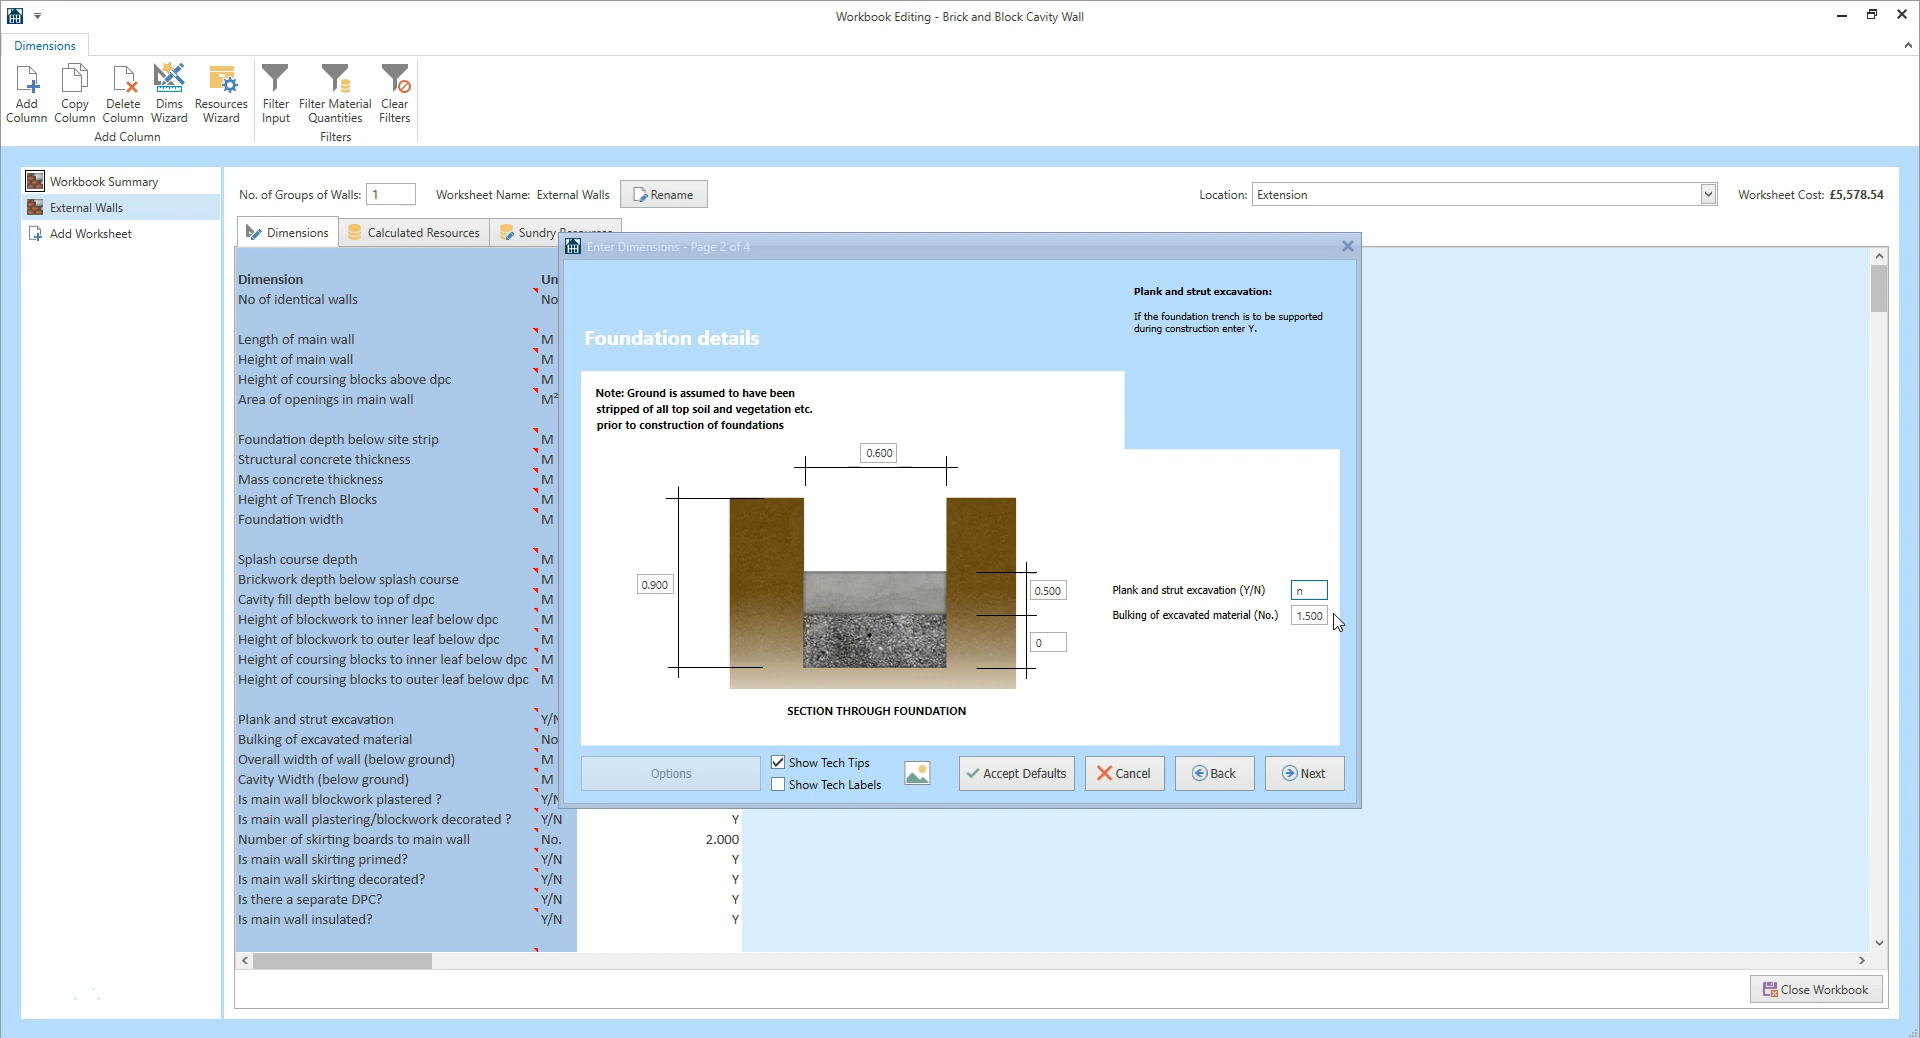 Workbook Editing - Brick and Block Cavity Wall
Dimensions
Add Column
Copy Column
Delete Column
Dims Wizard
Resources Wizard
Filter Input
Filter Material Quantities
Clear Filters
Add Column
Filters
Workbook Summary
External Walls
Add Worksheet
No. of Groups of Walls: 1
Worksheet Name: External Walls
Rename
Location: Extension
Worksheet Cost: £5,578.54
Dimensions
Calculated Resources
Sundry
Dimension
No of identical walls No
Length of main wall M
Height of main wall M
Height of coursing blocks above dpc M
Area of openings in main wall M²
Foundation depth below site strip M
Structural concrete thickness M
Mass concrete thickness M
Height of Trench Blocks M
Foundation width M
Splash course depth M
Brickwork depth below splash course M
Cavity fill depth below top of dpc M
Height of blockwork to inner leaf below dpc M
Height of blockwork to outer leaf below dpc M
Height of coursing blocks to inner leaf below dpc M
Height of coursing blocks to outer leaf below dpc M
Plank and strut excavation Y/N
Bulking of excavated material No
Overall width of wall (below ground) M
Cavity Width (below ground) M
Is main wall blockwork plastered ? Y/N
Is main wall plastering/blockwork decorated ? Y/N Y
Number of skirting boards to main wall No. 2.000
Is main wall skirting primed? Y/N Y
Is main wall skirting decorated? Y/N Y
Is there a separate DPC? Y/N Y
Is main wall insulated? Y/N Y
Enter Dimensions - Page 2 of 4
Plank and strut excavation:
If the foundation trench is to be supported
during construction enter Y.
Foundation details
Note: Ground is assumed to have been
stripped of all top soil and vegetation etc.
prior to construction of foundations
0.600
0.900
0.500
0
Plank and strut excavation (Y/N) n
Bulking of excavated material (No.) 1.500
SECTION THROUGH FOUNDATION
Options
Show Tech Tips
Show Tech Labels
Accept Defaults
Cancel
Back
Next
Close Workbook